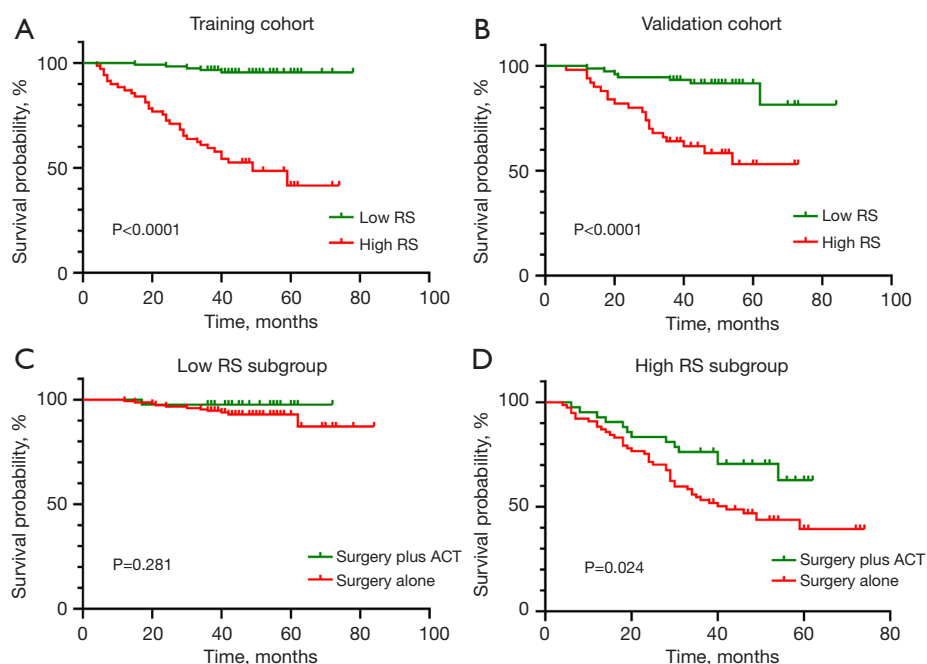 A
Training cohort
Survival probability, %
100
50
0
P<0.0001
Low RS
High RS
0 20 40 60 80 100
Time, months
B
Validation cohort
Survival probability, %
100
50
0
P<0.0001
Low RS
High RS
0 20 40 60 80 100
Time, months
C
Low RS subgroup
Survival probability, %
100
50
0
P=0.281
Surgery plus ACT
Surgery alone
0 20 40 60 80 100
Time, months
D
High RS subgroup
Survival probability, %
100
50
0
P=0.024
Surgery plus ACT
Surgery alone
0 20 40 60 80
Time, months